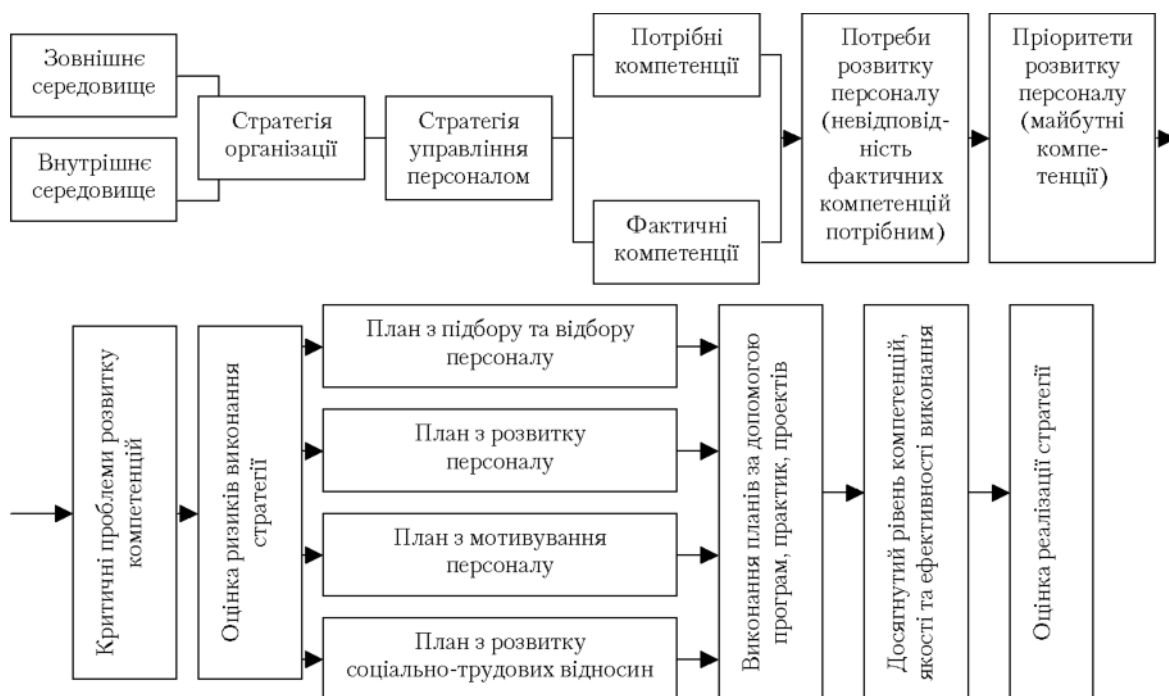 Зовнішнє
середовище
Внутрішнє
середовище
Стратегія
організації
Стратегія
управління
персоналом
Потрібні
компетенції
Фактичні
компетенції
Потреби
розвитку
персоналу
(невідповід-
ність
фактичних
компетенцій
потрібним)
Пріоритети
розвитку
персоналу
(майбутні
компе-
тенції)
Критичні проблеми розвитку
компетенцій
Оцінка ризиків виконання
стратегії
План з підбору та відбору
персоналу
План з розвитку
персоналу
План з мотивування
персоналу
План з розвитку
соціально-трудових відносин
Виконання планів за допомогою
програм, практик, проектів
Досягнутий рівень компетенцій,
якості та ефективності виконання
Оцінка реалізації стратегії